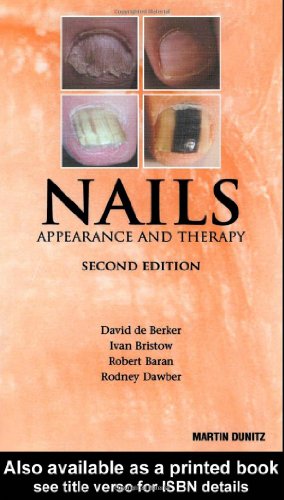 NAILS
APPEARANCE AND THERAPY
SECOND EDITION
David de Berker
Ivan Bristow
Robert Baran
Rodney Dawber
MARTIN DUNITZ
Also available as a printed book
see title verso for ISBN details